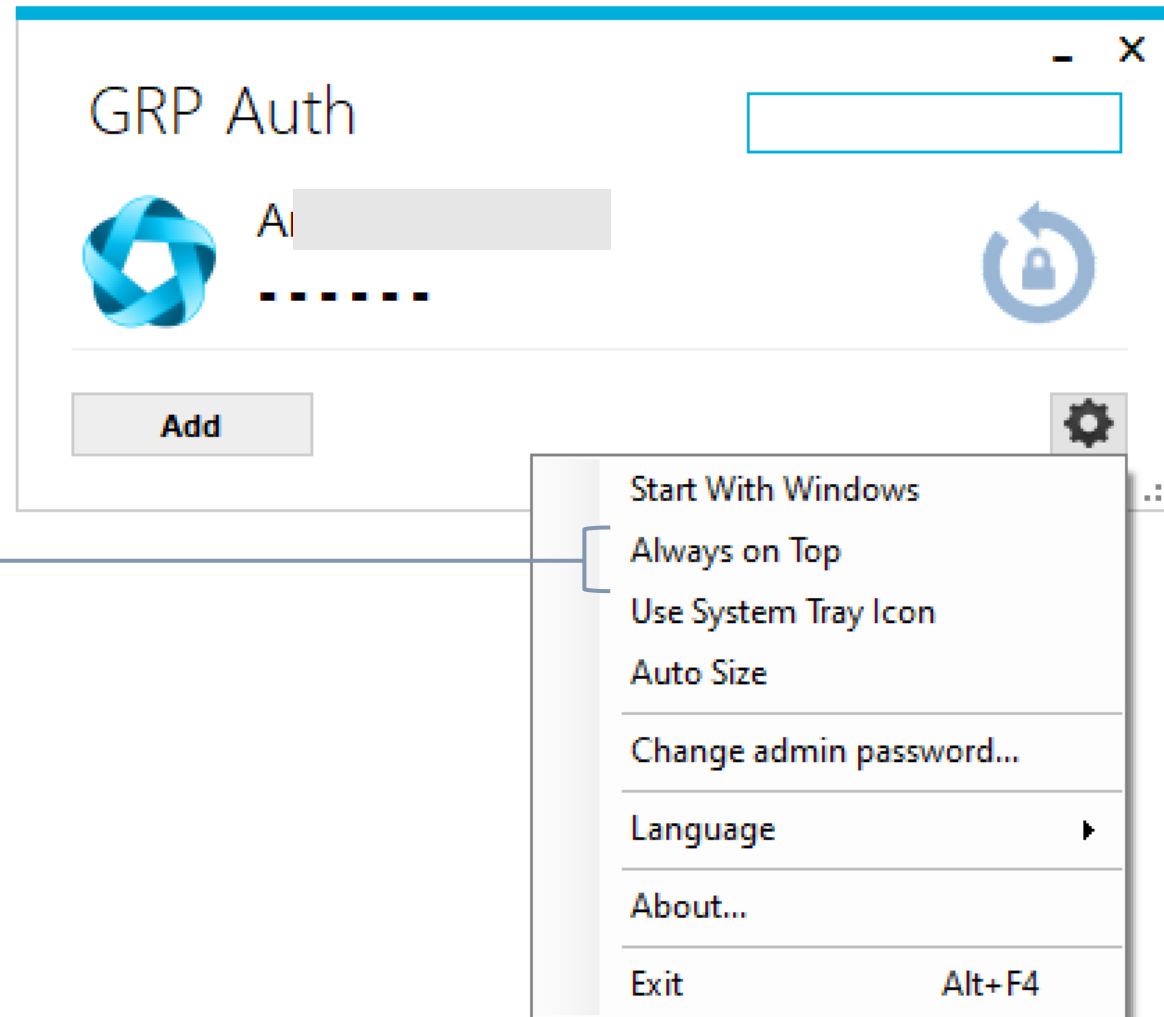 GRP Auth
- - - - - -
Add
Start With Windows
Always on Top
Use System Tray Icon
Auto Size
Change admin password...
Language
About...
Exit Alt+F4